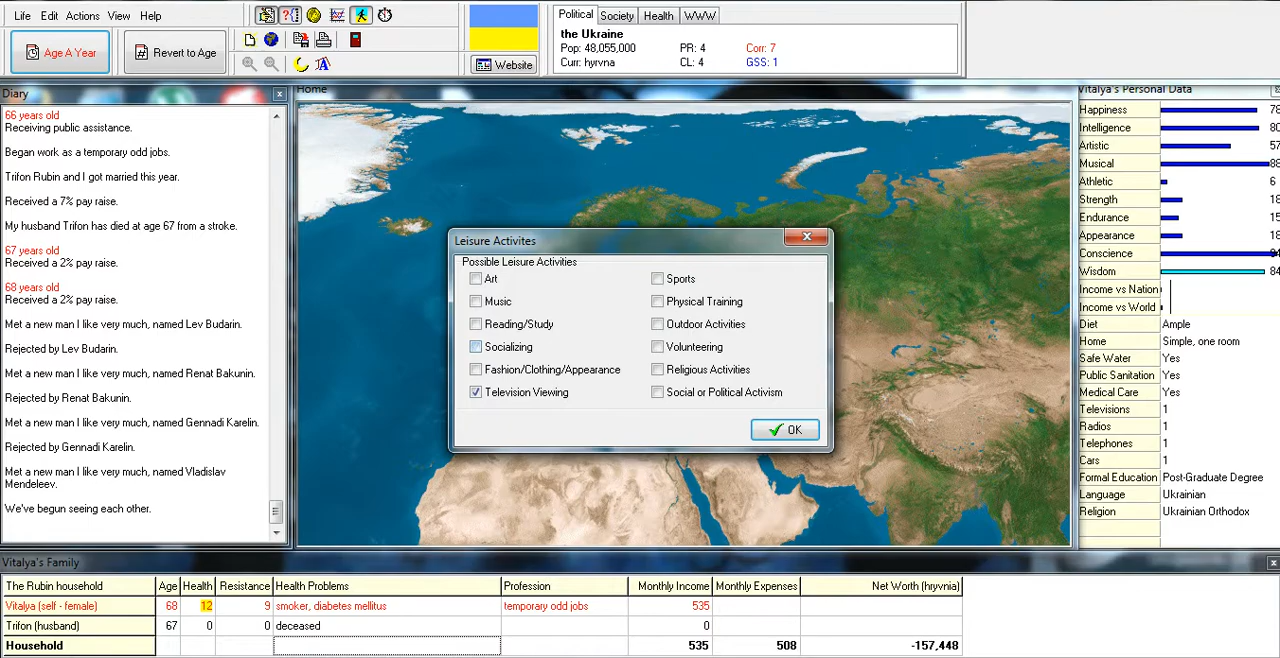 Life Edit Actions View Help
Age A Year
Revert to Age
Website
Political Society Health WWW
the Ukraine
Pop: 48,055,000 PR: 4 Corr: 7
Curr: hyrvna CL: 4 GSS: 1
Diary
66 years old
Receiving public assistance.
Began work as a temporary odd jobs.
Trifon Rubin and I got married this year.
Received a 7% pay raise.
My husband Trifon has died at age 67 from a stroke.
67 years old
Received a 2% pay raise.
68 years old
Received a 2% pay raise.
Met a new man I like very much, named Lev Budarin.
Rejected by Lev Budarin.
Met a new man I like very much, named Renat Bakunin.
Rejected by Renat Bakunin.
Met a new man I like very much, named Gennadi Karelin.
Rejected by Gennadi Karelin.
Met a new man I like very much, named Vladislav
Mendeleev.
We've begun seeing each other.
Home
Leisure Activites
Possible Leisure Activities
Art
Music
Reading/Study
Socializing
Fashion/Clothing/Appearance
Television Viewing
Sports
Physical Training
Outdoor Activities
Volunteering
Religious Activities
Social or Political Activism
OK
Vitalya's Personal Data
Happiness 78
Intelligence 80
Artistic 57
Musical 88
Athletic 6
Strength 18
Endurance 15
Appearance 18
Conscience 94
Wisdom 84
Income vs Nation
Income vs World
Diet Ample
Home Simple, one room
Safe Water Yes
Public Sanitation Yes
Medical Care Yes
Televisions 1
Radios 1
Telephones 1
Cars 1
Formal Education Post-Graduate Degree
Language Ukrainian
Religion Ukrainian Orthodox
Vitalya's Family
The Rubin household Age Health Resistance Health Problems Profession Monthly Income Monthly Expenses Net Worth (hryvnia)
Vitalya (self - female) 68 12 9 smoker, diabetes mellitus temporary odd jobs 535
Trifon (husband) 67 0 0 deceased 0
Household 535 508 -157,448